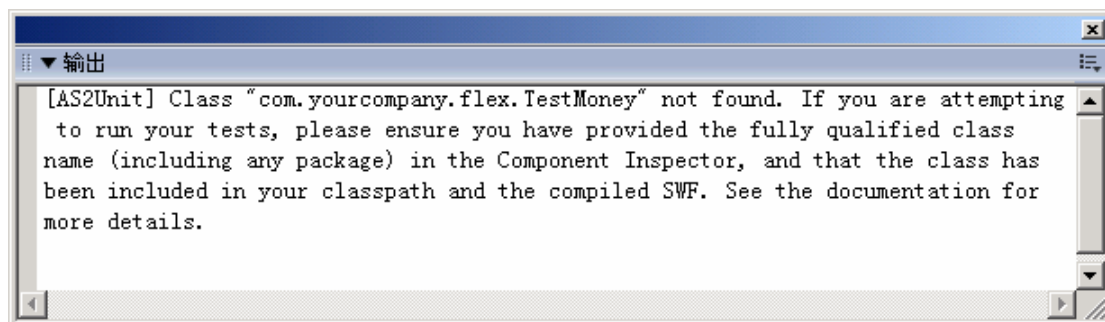 输出
[AS2Unit] Class "com.yourcompany.flex.TestMoney" not found. If you are attempting
to run your tests, please ensure you have provided the fully qualified class
name (including any package) in the Component Inspector, and that the class has
been included in your classpath and the compiled SWF. See the documentation for
more details.